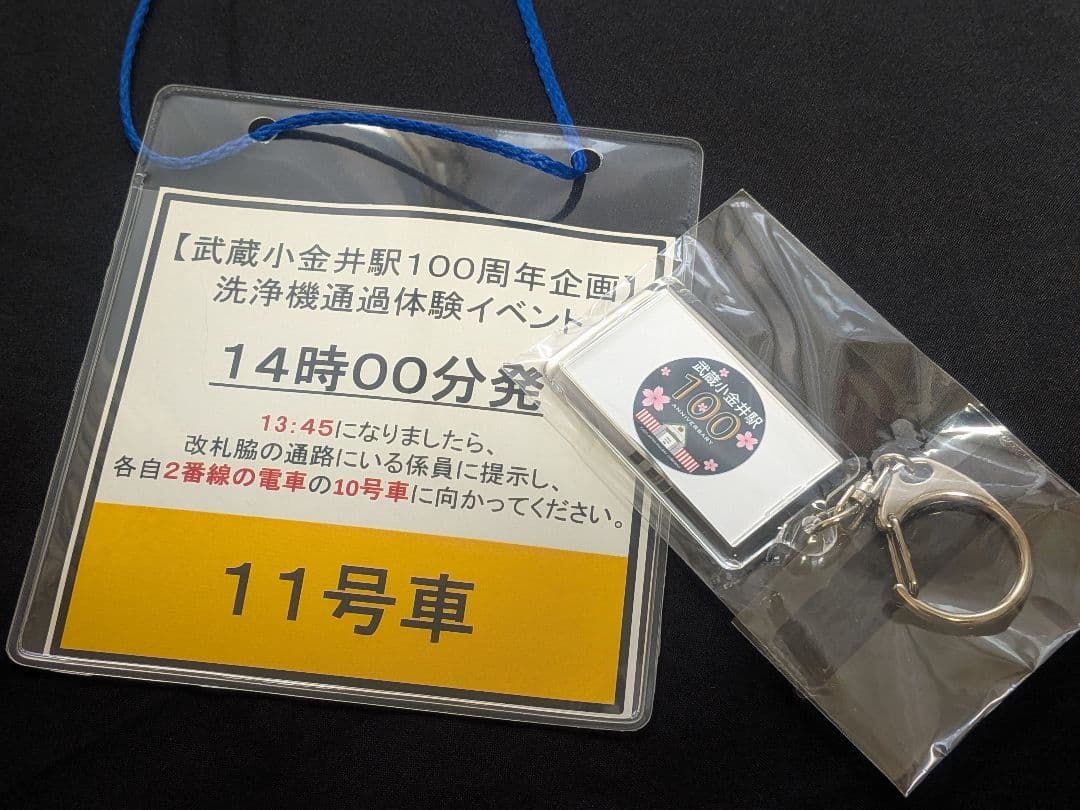 【武蔵小金井駅100周年企画】
洗浄機通過体験イベント
14時00分発
13:45になりましたら、
改札脇の通路にいる係員に提示し、
各自2番線の電車の10号車に向かってください。
11号車
武蔵小金井駅
100
ANNIVERSARY